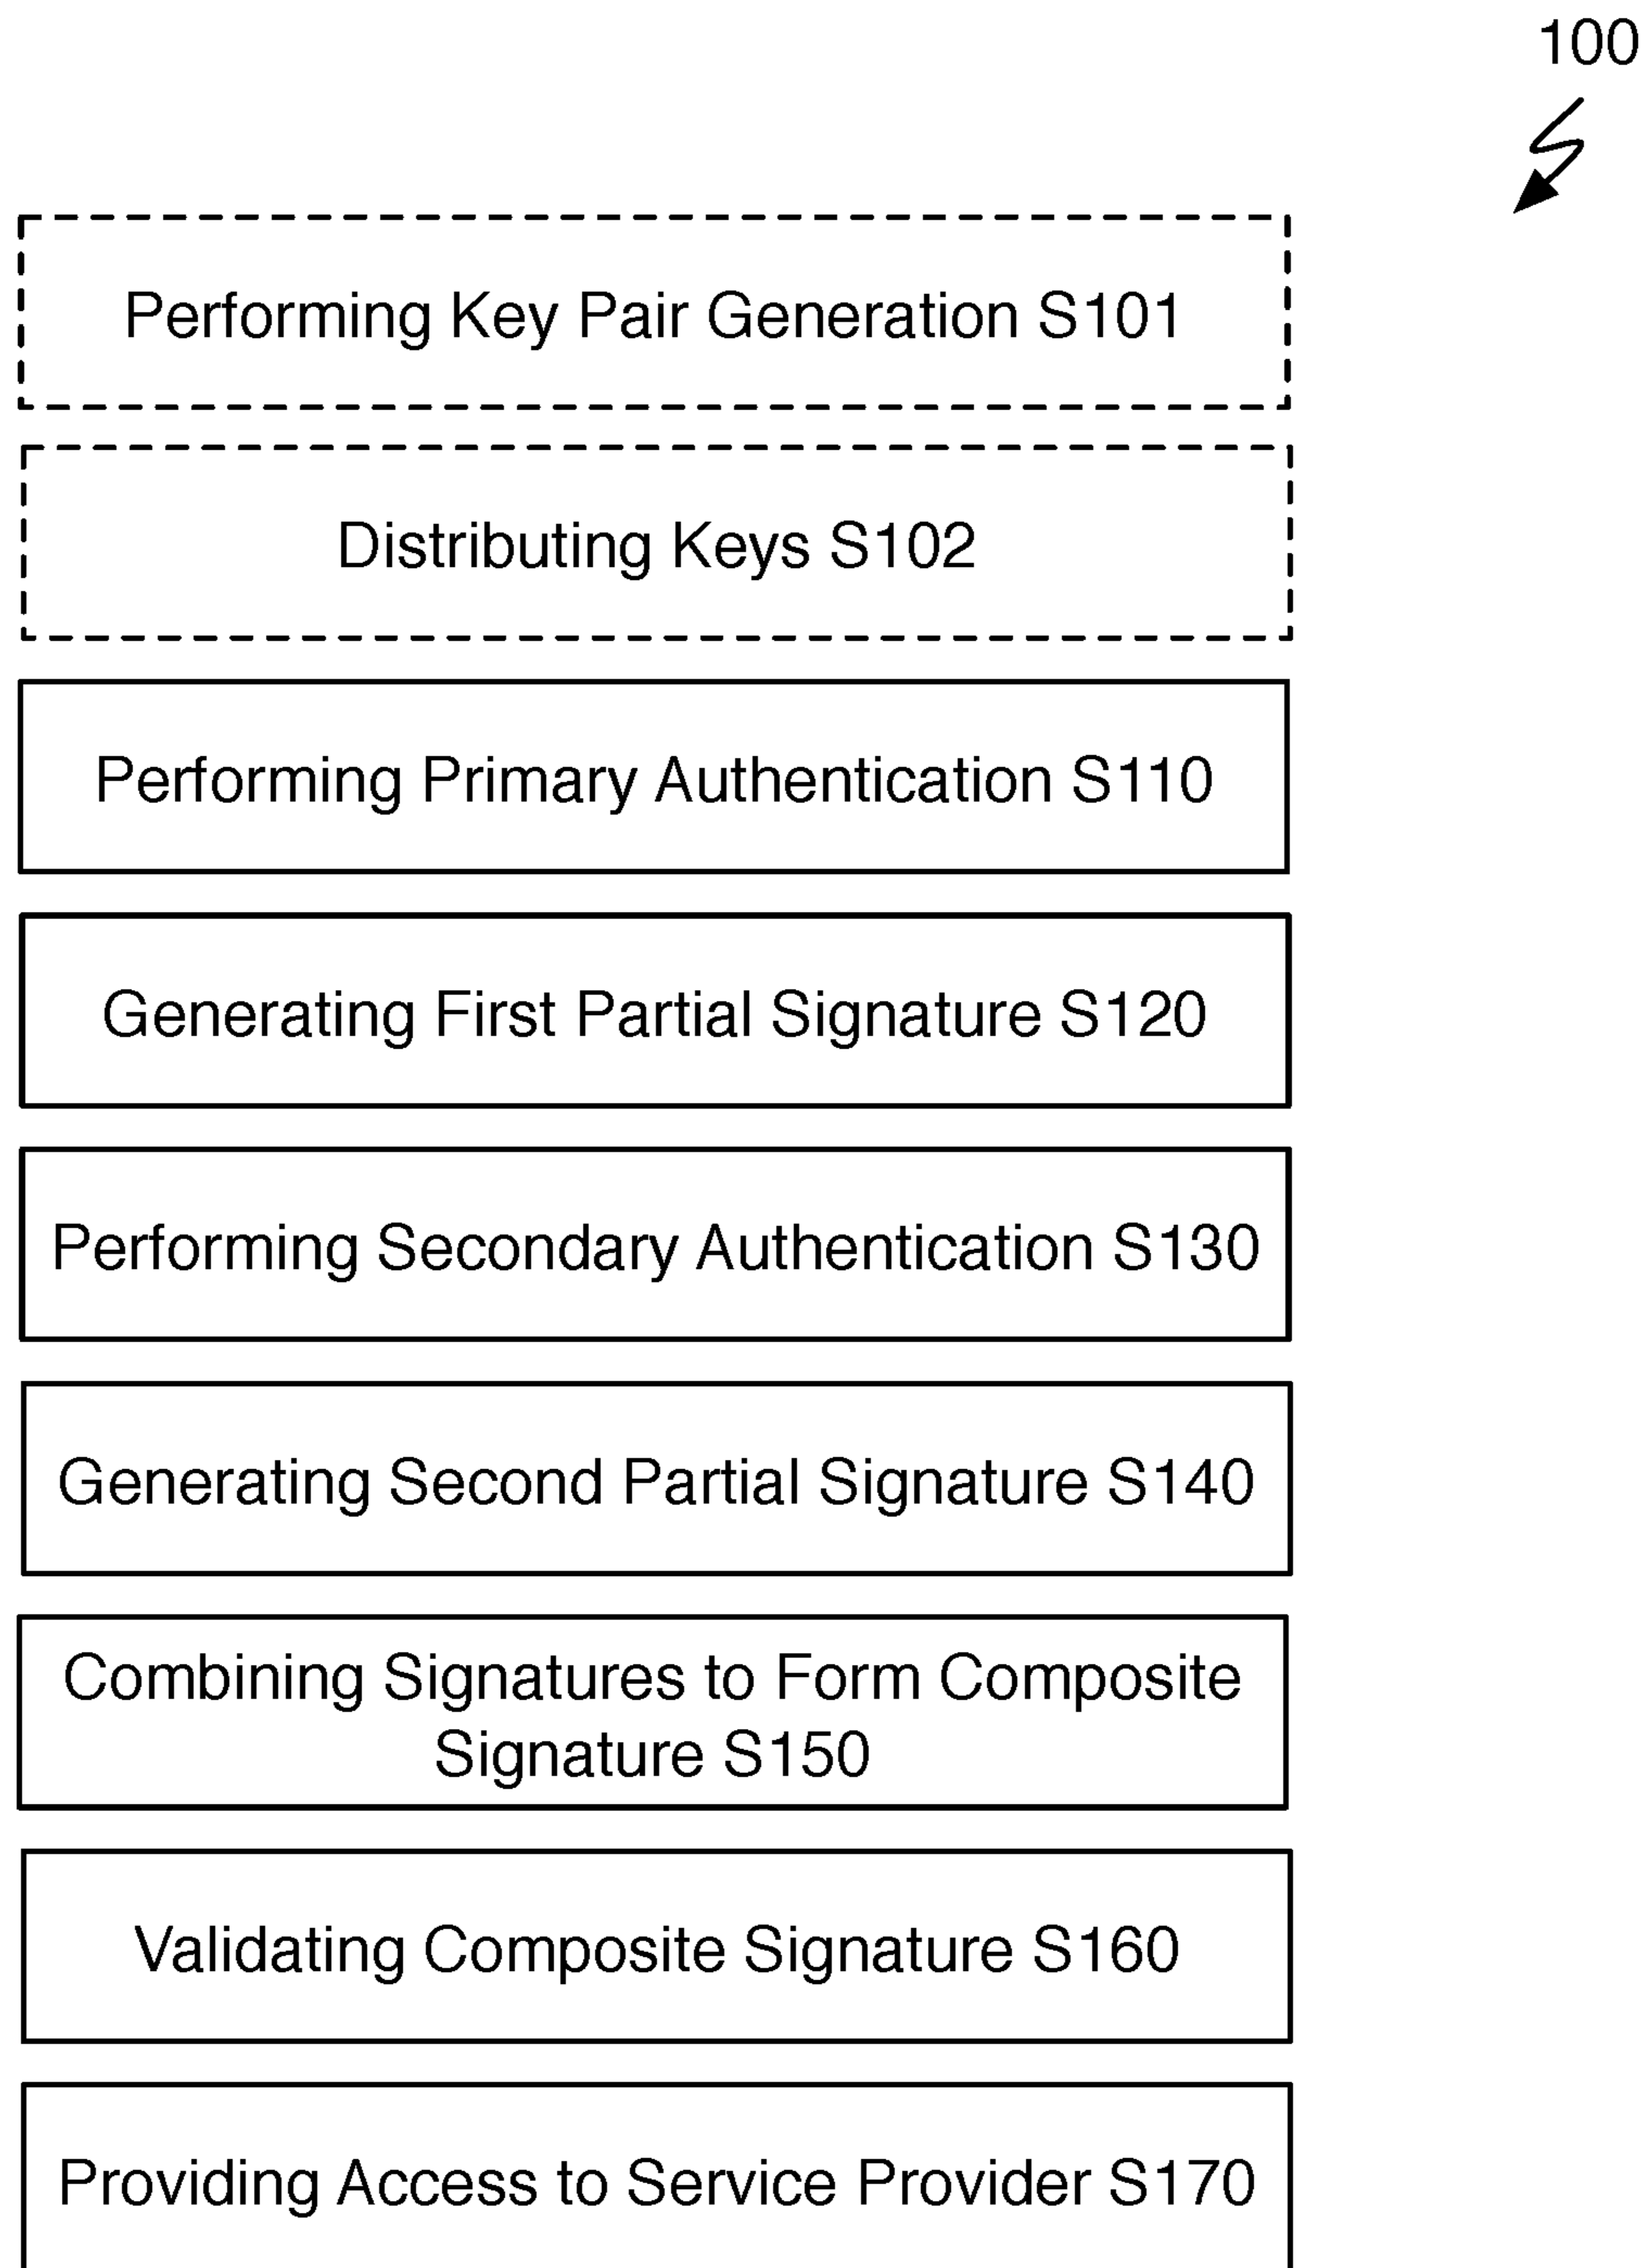 100
Performing Key Pair Generation S101
Distributing Keys S102
Performing Primary Authentication S110
Generating First Partial Signature S120
Performing Secondary Authentication S130
Generating Second Partial Signature S140
Combining Signatures to Form Composite
Signature S150
Validating Composite Signature S160
Providing Access to Service Provider S170